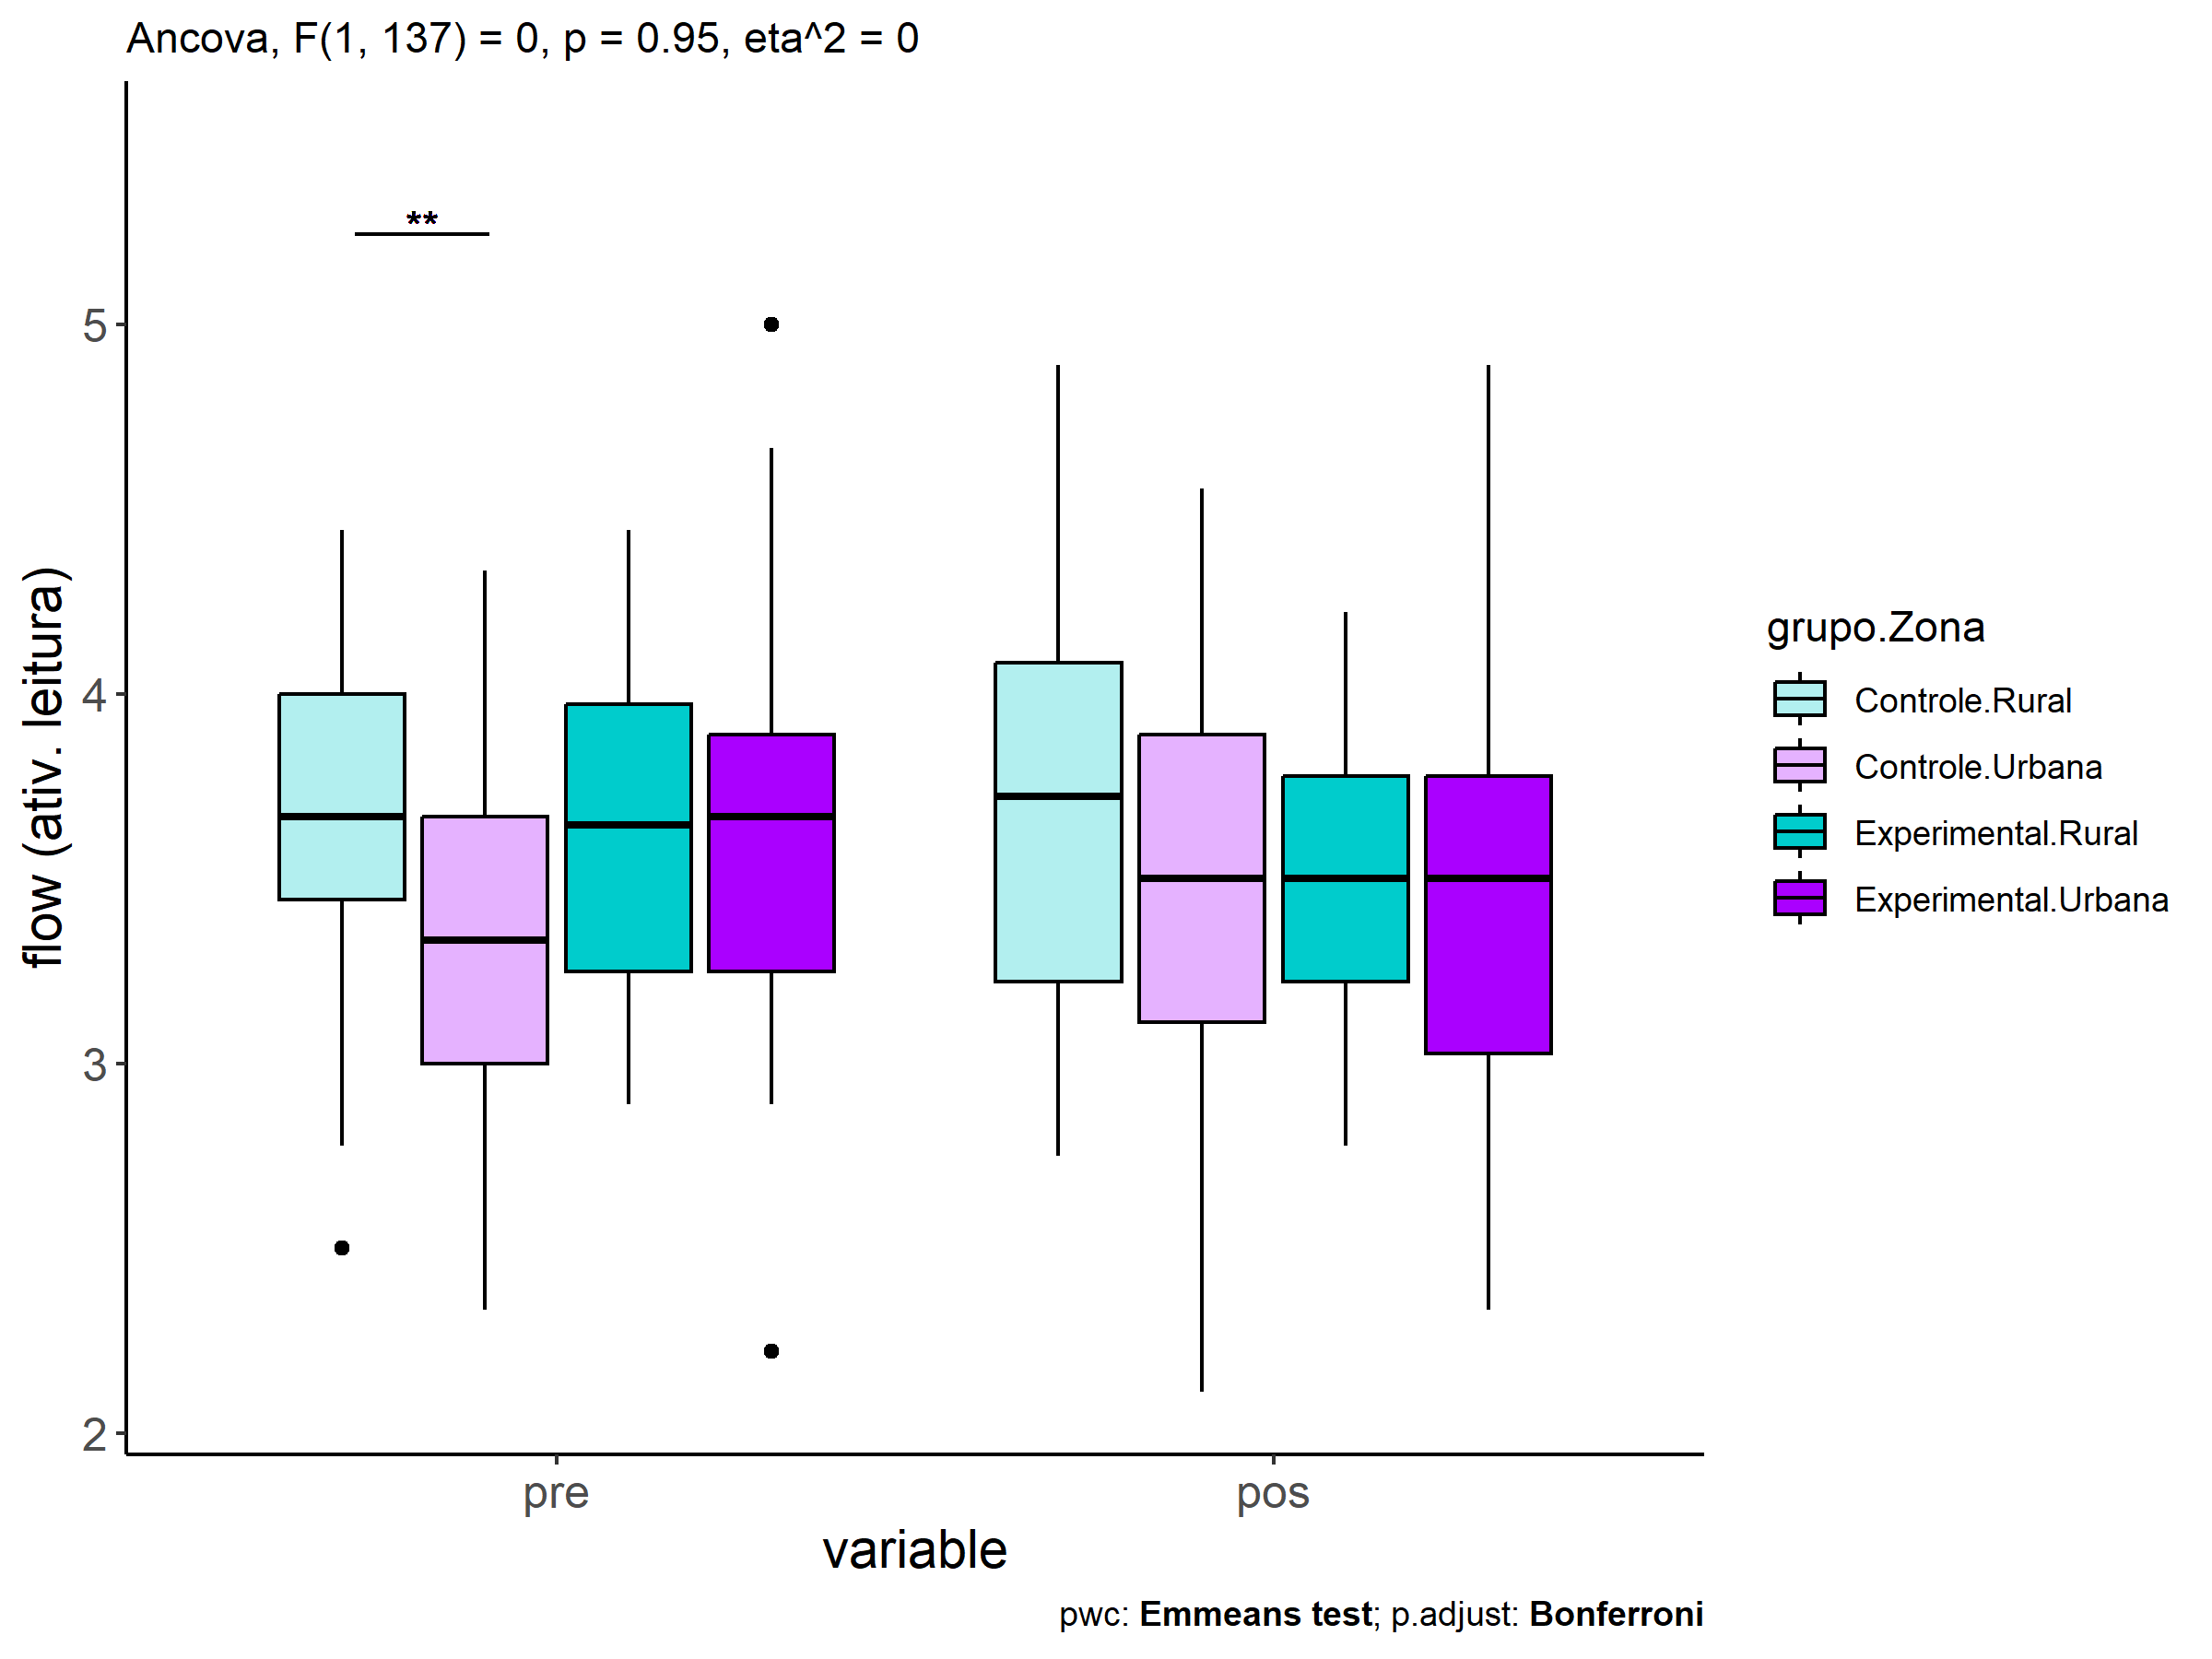 Ancova, F(1, 137) = 0, p = 0.95, eta^2 = 0
**
5
4
3
2
flow (ativ. leitura)
pre
pos
variable
grupo.Zona
Controle.Rural
Controle.Urbana
Experimental.Rural
Experimental.Urbana
pwc: Emmeans test; p.adjust: Bonferroni